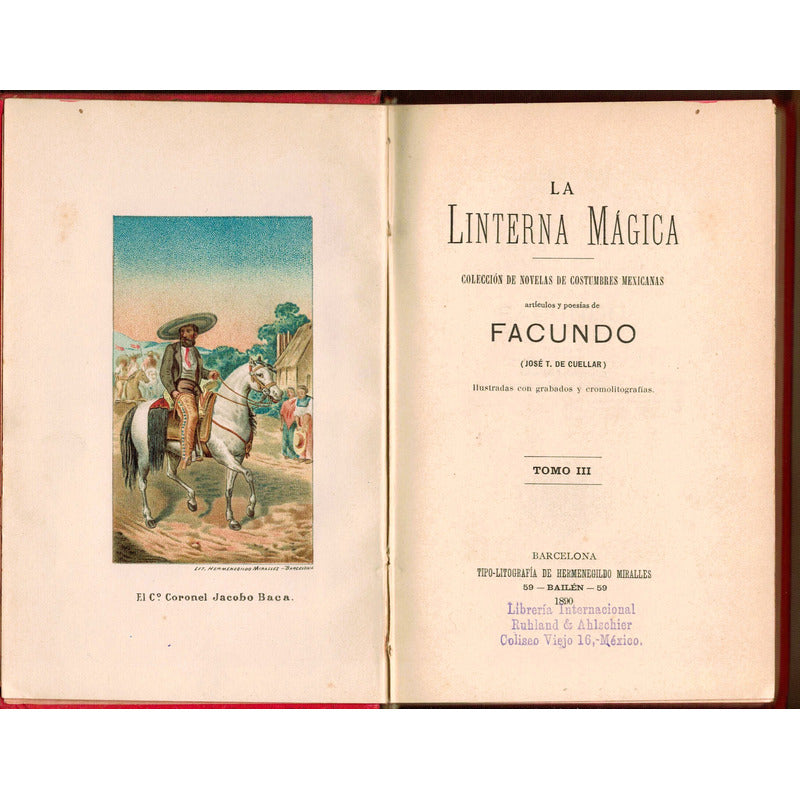 LIT. HERMENEGILDO MIRALLES - BARCELONA
El C.º Coronel Jacobo Baca.
LA
LINTERNA MÁGICA
COLECCIÓN DE NOVELAS DE COSTUMBRES MEXICANAS
artículos y poesías de
FACUNDO
(JOSÉ T. DE CUELLAR)
Ilustradas con grabados y cromolitografías.
TOMO III
BARCELONA
TIPO-LITOGRAFÍA DE HERMENEGILDO MIRALLES
59 — BAILÉN — 59
1890
Librería Internacional
Ruhland & Ahlschier
Coliseo Viejo 16,-México.